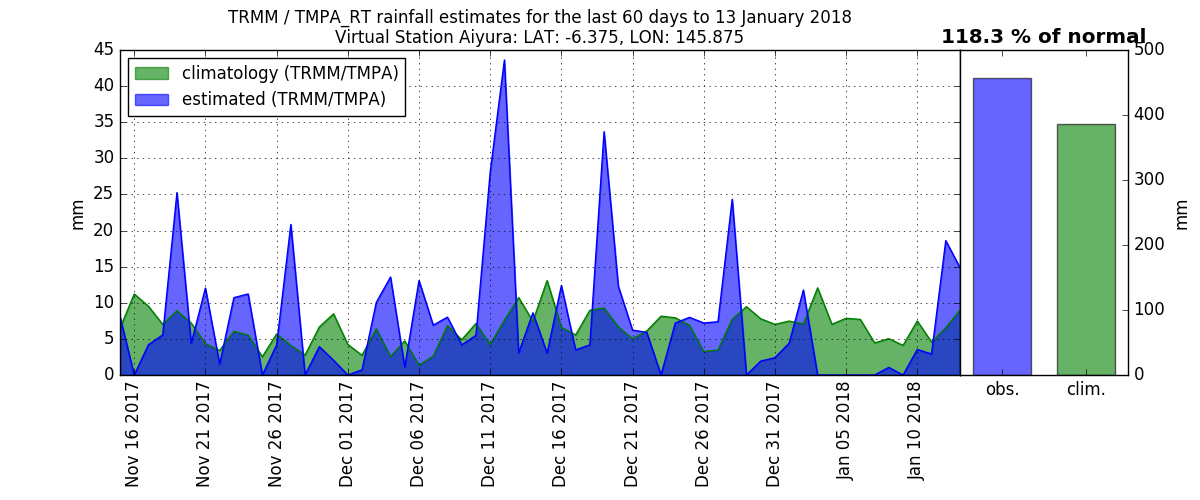 TRMM / TMPA_RT rainfall estimates for the last 60 days to 13 January 2018
Virtual Station Aiyura: LAT: -6.375, LON: 145.875
118.3 % of normal
climatology (TRMM/TMPA)
estimated (TRMM/TMPA)
mm
45
40
35
30
25
20
15
10
5
0
Nov 16 2017
Nov 21 2017
Nov 26 2017
Dec 01 2017
Dec 06 2017
Dec 11 2017
Dec 16 2017
Dec 21 2017
Dec 26 2017
Dec 31 2017
Jan 05 2018
Jan 10 2018
500
400
300
200
100
0
mm
obs.
clim.